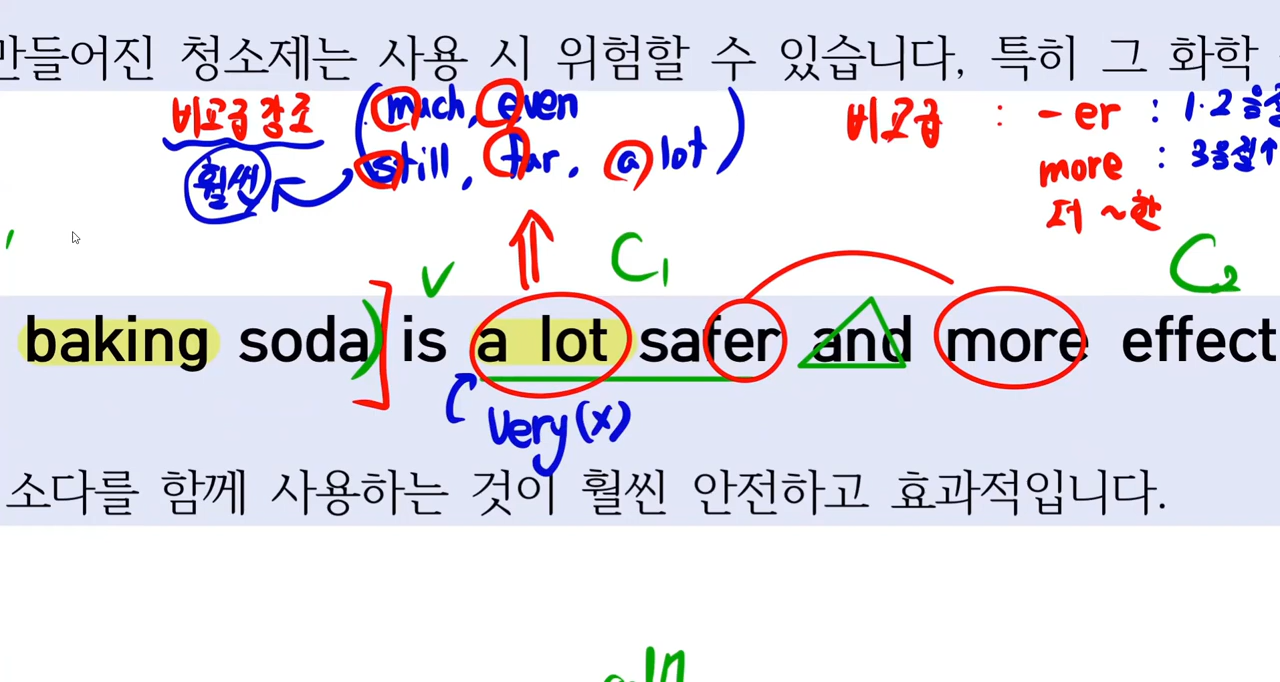 만들어진 청소제는 사용 시 위험할 수 있습니다, 특히 그 화학
비교급 강조 (much, even
훨씬 still, far, a lot)
비교급 : -er : 1·2음절
more : 3음절↑
더 ~한
V C₁ C₂
baking soda)] is a lot safer and more effect
very(x)
소다를 함께 사용하는 것이 훨씬 안전하고 효과적입니다.